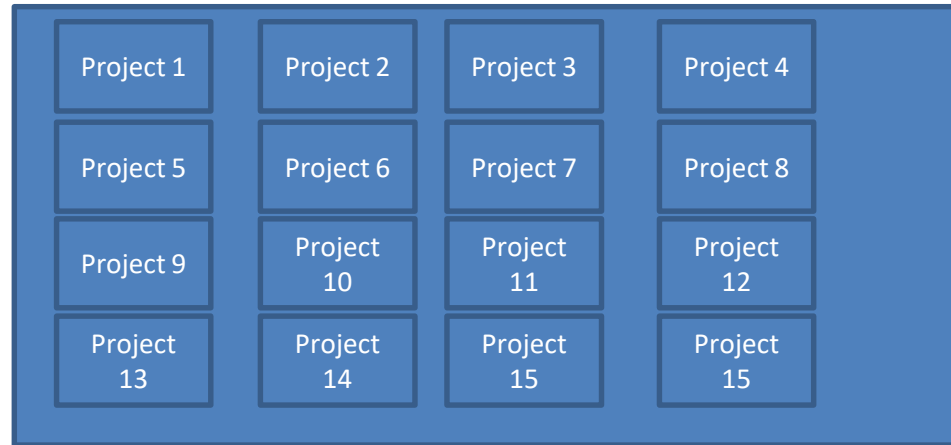 Project 1
Project 2
Project 3
Project 4
Project 5
Project 6
Project 7
Project 8
Project 9
Project
10
Project
11
Project
12
Project
13
Project
14
Project
15
Project
15